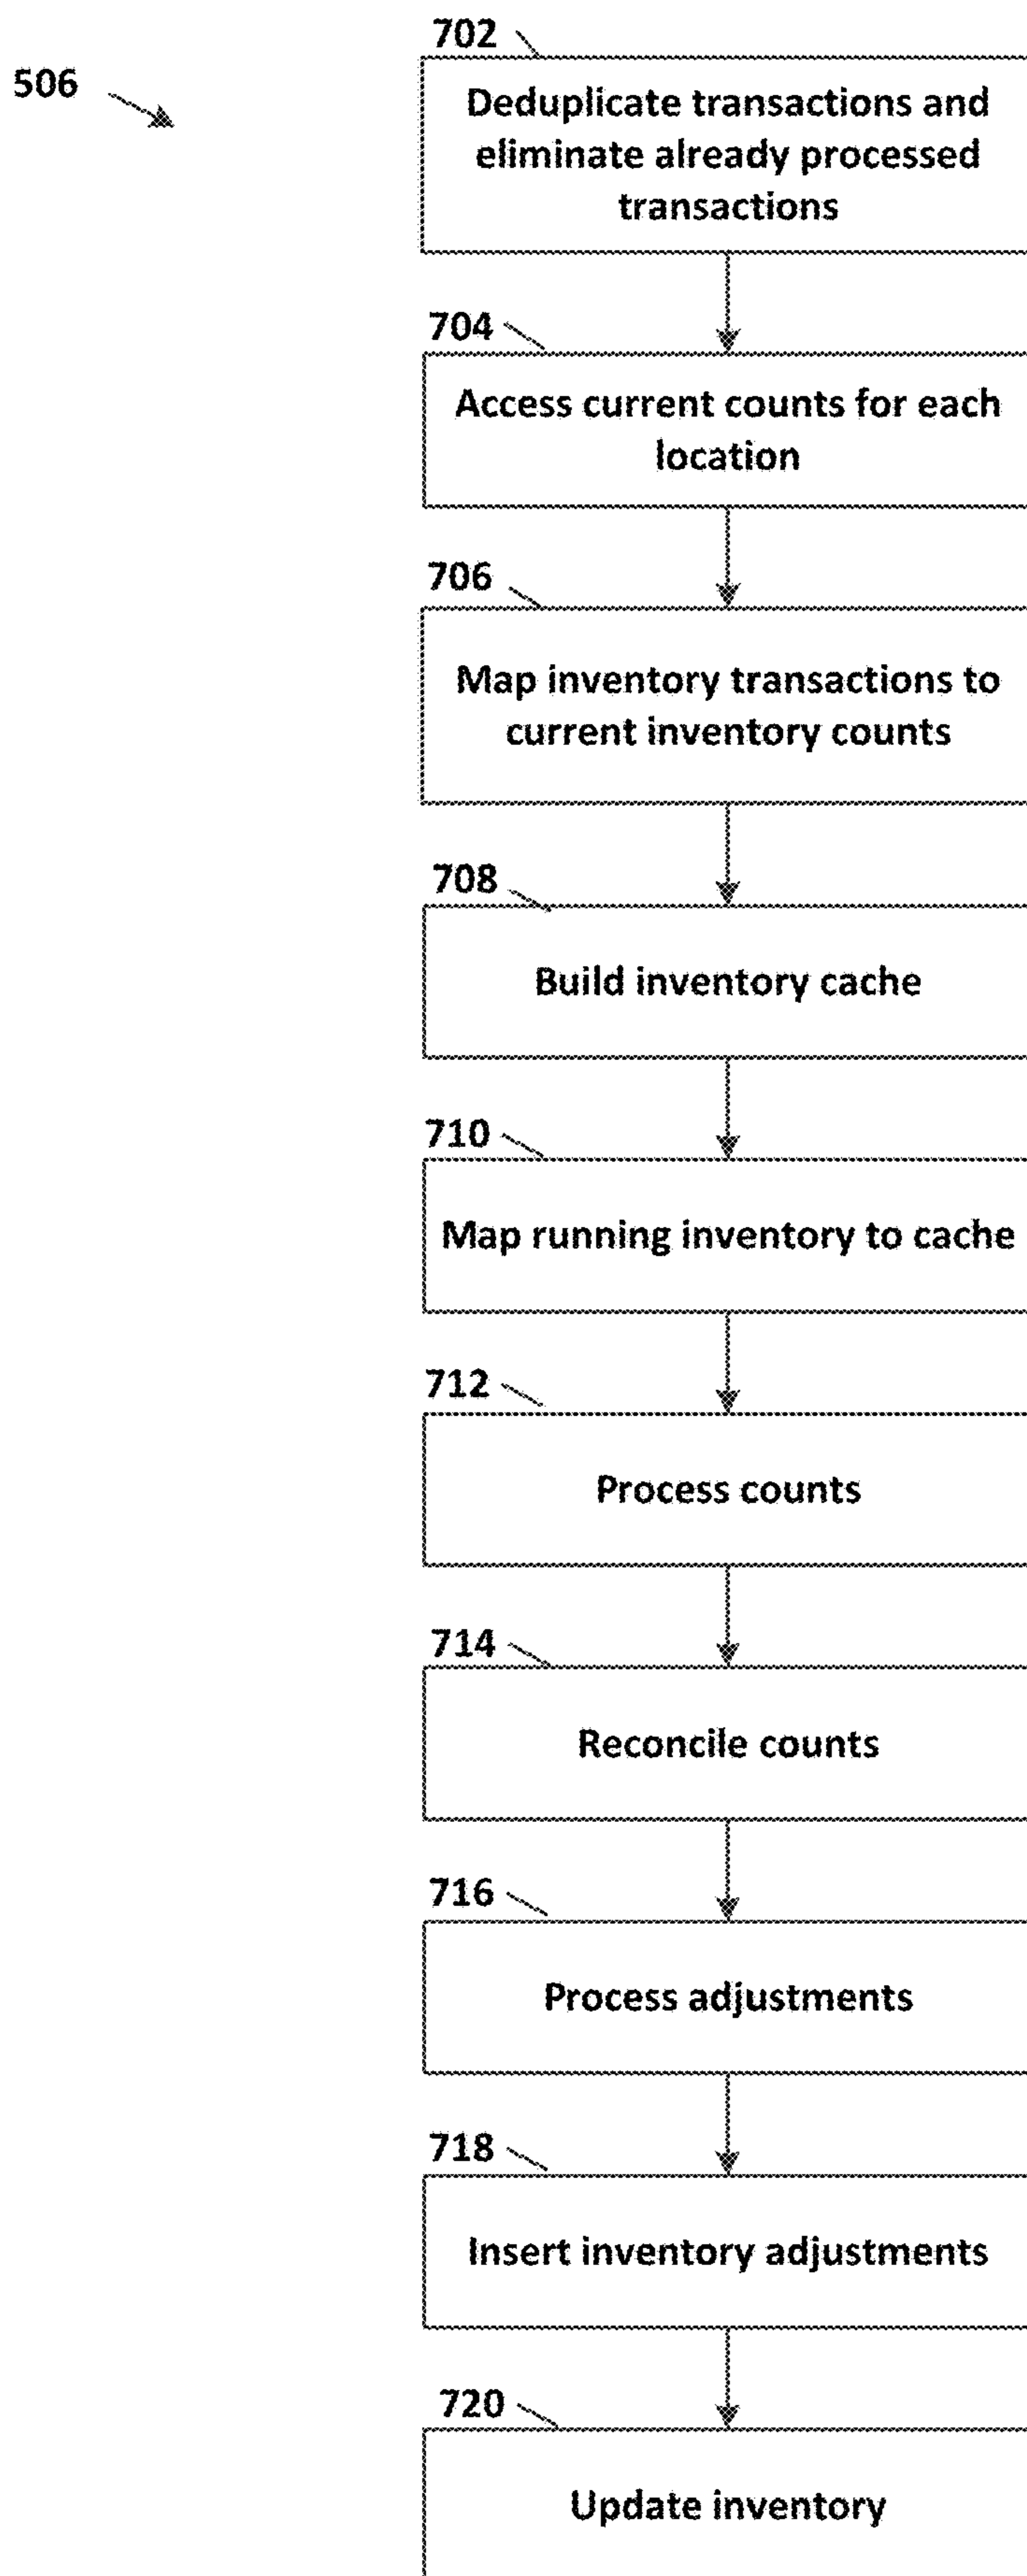 702
506
Deduplicate transactions and
eliminate already processed
transactions
704
Access current counts for each
location
706
Map inventory transactions to
current inventory counts
708
Build inventory cache
710
Map running inventory to cache
712
Process counts
714
Reconcile counts
716
Process adjustments
718
Insert inventory adjustments
720
Update inventory